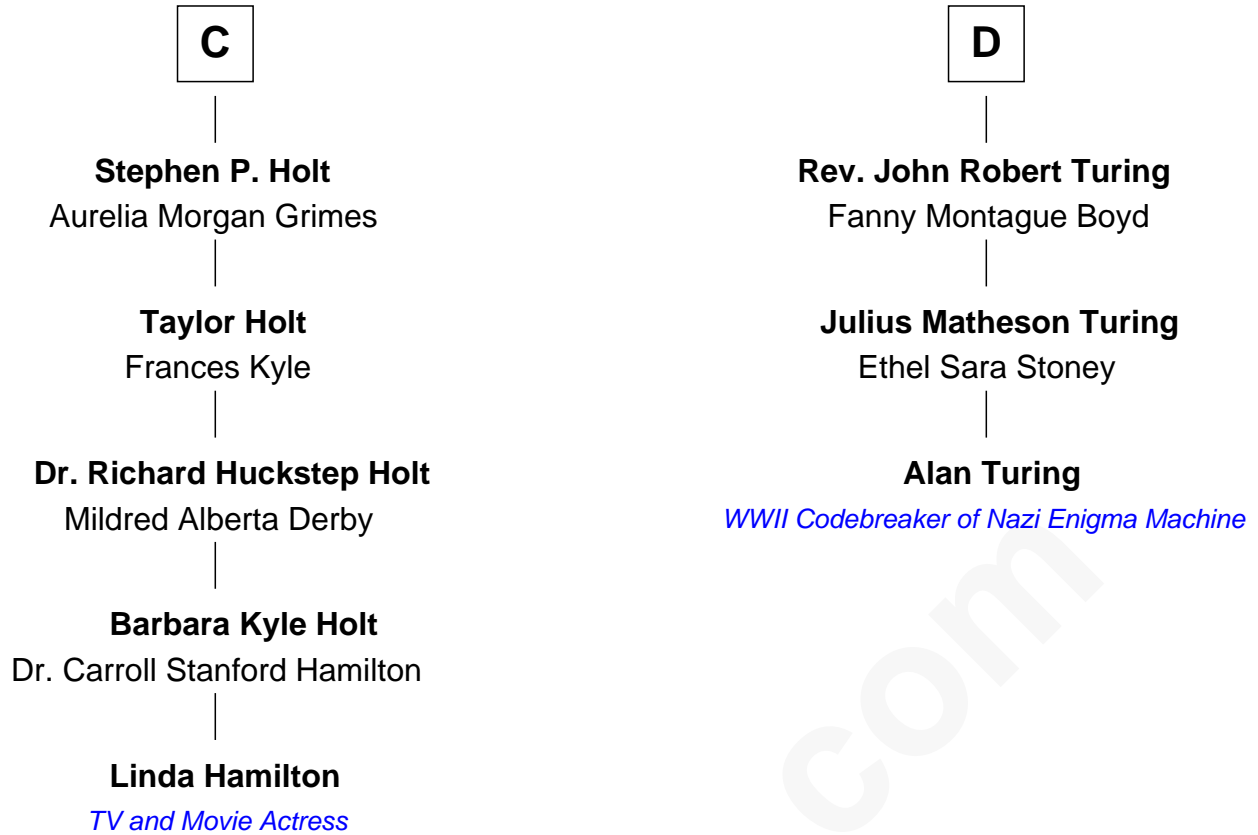 C
Stephen P. Holt
Aurelia Morgan Grimes
Taylor Holt
Frances Kyle
Dr. Richard Huckstep Holt
Mildred Alberta Derby
Barbara Kyle Holt
Dr. Carroll Stanford Hamilton
Linda Hamilton
TV and Movie Actress
D
Rev. John Robert Turing
Fanny Montague Boyd
Julius Matheson Turing
Ethel Sara Stoney
Alan Turing
WWII Codebreaker of Nazi Enigma Machine
com